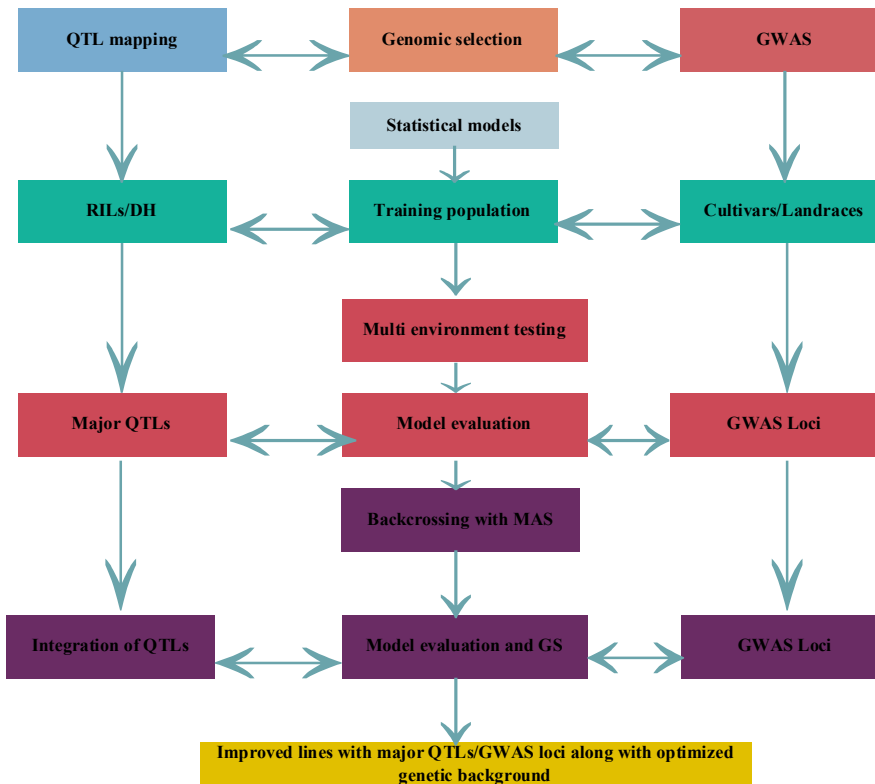 QTL mapping
Genomic selection
GWAS
Statistical models
RILs/DH
Training population
Cultivars/Landraces
Multi environment testing
Major QTLs
Model evaluation
GWAS Loci
Backcrossing with MAS
Integration of QTLs
Model evaluation and GS
GWAS Loci
Improved lines with major QTLs/GWAS loci along with optimized
genetic background